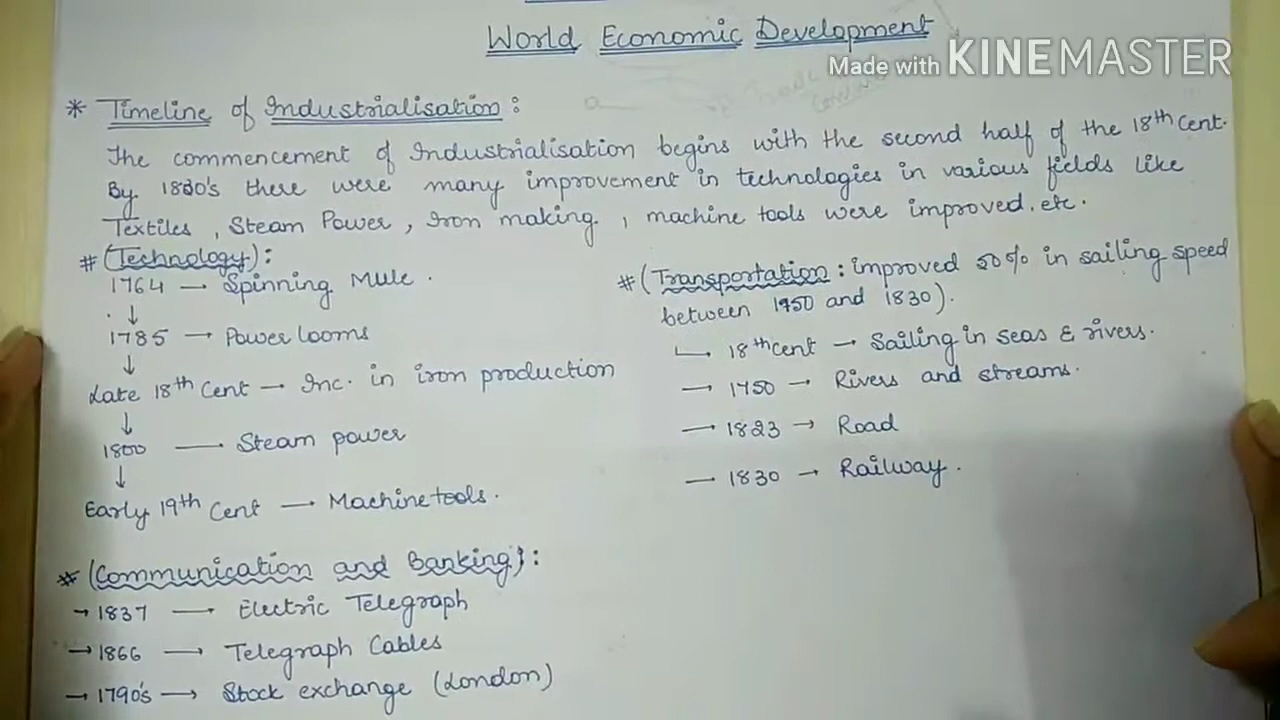 World Economic Development
Made with KINEMASTER
* Timeline of Industrialisation :
The commencement of Industrialisation begins with the second half of the 18th Cent.
By 1830's there were many improvement in technologies in various fields like
Textiles, Steam Power, Iron making, machine tools were improved. etc.
# (Technology) :
1764 → Spinning Mule.
↓
1785 → Power looms
↓
Late 18th Cent → Inc. in iron production
↓
1800 — Steam power
↓
Early 19th Cent — Machine tools.
# (Transportation : improved 50% in sailing speed
between 1750 and 1830).
→ 18th cent → Sailing in seas & rivers.
→ 1750 → Rivers and streams.
→ 1823 → Road
→ 1830 → Railway.
# (Communication and Banking) :
→ 1837 → Electric Telegraph
→ 1866 → Telegraph Cables
→ 1790's → Stock exchange (London)